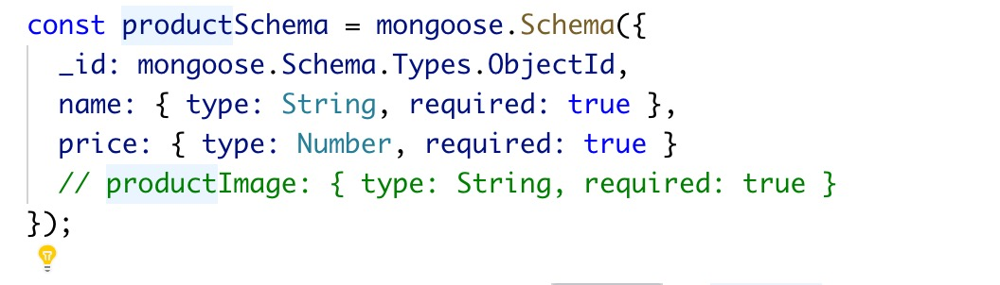 const productSchema = mongoose.Schema({
  _id: mongoose.Schema.Types.ObjectId,
  name: { type: String, required: true },
  price: { type: Number, required: true }
  // productImage: { type: String, required: true }
});